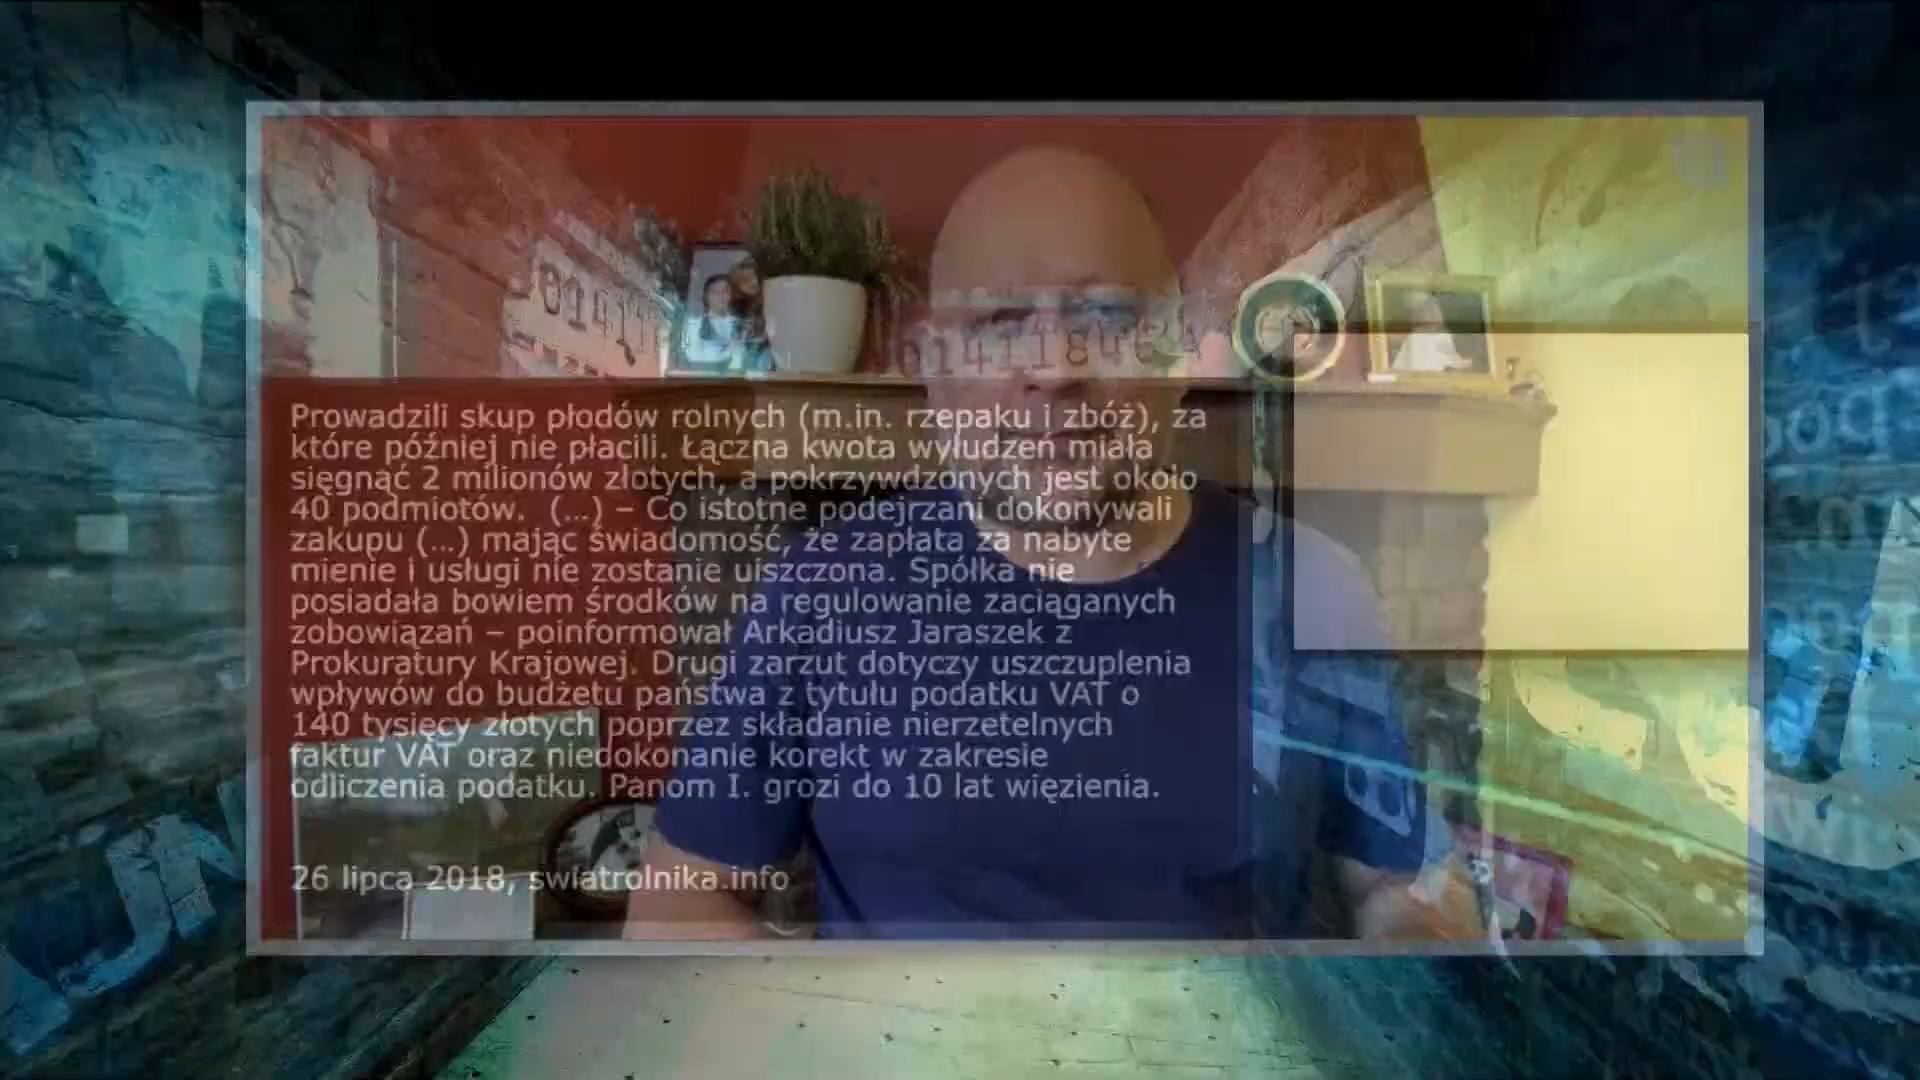 01411
01411846
Prowadzili skup płodów rolnych (m.in. rzepaku i zbóż), za
które później nie płacili. Łączna kwota wyłudzeń miała
sięgnąć 2 milionów złotych, a pokrzywdzonych jest około
40 podmiotów. (...) – Co istotne podejrzani dokonywali
zakupu (...) mając świadomość, że zapłata za nabyte
mienie i usługi nie zostanie uiszczona. Spółka nie
posiadała bowiem środków na regulowanie zaciąganych
zobowiązań – poinformował Arkadiusz Jaraszek z
Prokuratury Krajowej. Drugi zarzut dotyczy uszczuplenia
wpływów do budżetu państwa z tytułu podatku VAT o
140 tysięcy złotych poprzez składanie nierzetelnych
faktur VAT oraz niedokonanie korekt w zakresie
odliczenia podatku. Panom I. grozi do 10 lat więzienia.
26 lipca 2018, swiatrolnika.info